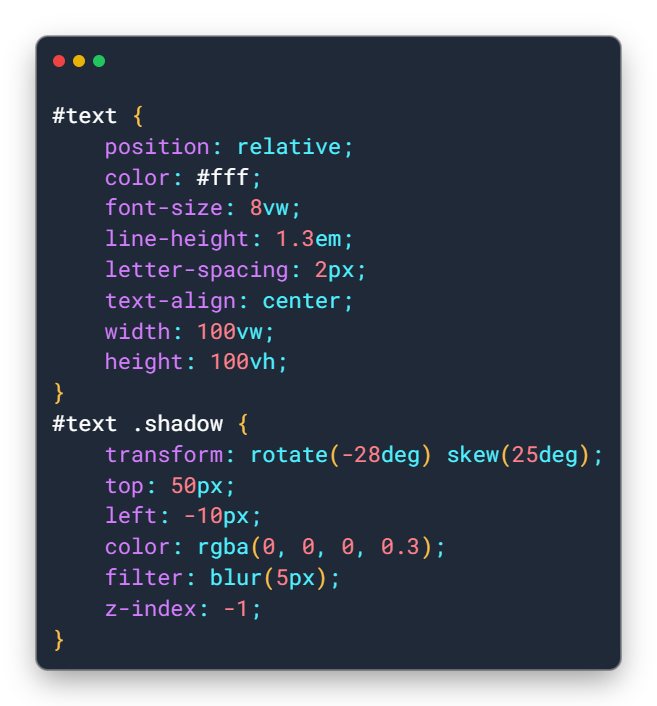 #text {
    position: relative;
    color: #fff;
    font-size: 8vw;
    line-height: 1.3em;
    letter-spacing: 2px;
    text-align: center;
    width: 100vw;
    height: 100vh;
}
#text .shadow {
    transform: rotate(-28deg) skew(25deg);
    top: 50px;
    left: -10px;
    color: rgba(0, 0, 0, 0.3);
    filter: blur(5px);
    z-index: -1;
}